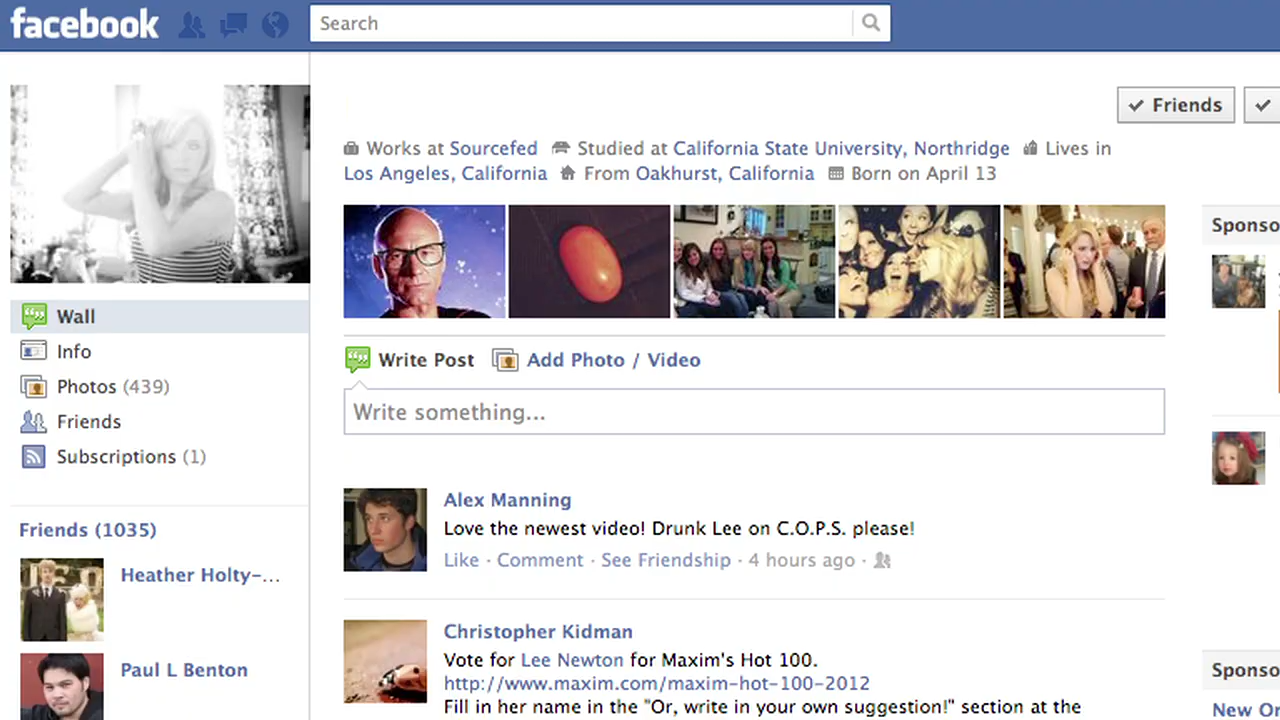 facebook
Search
Friends
Works at Sourcefed Studied at California State University, Northridge Lives in
Los Angeles, California From Oakhurst, California Born on April 13
Sponso
Wall
Info
Photos (439)
Friends
Subscriptions (1)
Write Post Add Photo / Video
Write something...
Friends (1035)
Heather Holty-...
Paul L Benton
Alex Manning
Love the newest video! Drunk Lee on C.O.P.S. please!
Like · Comment · See Friendship · 4 hours ago ·
Christopher Kidman
Vote for Lee Newton for Maxim's Hot 100.
http://www.maxim.com/maxim-hot-100-2012
Fill in her name in the "Or, write in your own suggestion!" section at the
Sponso
New Or